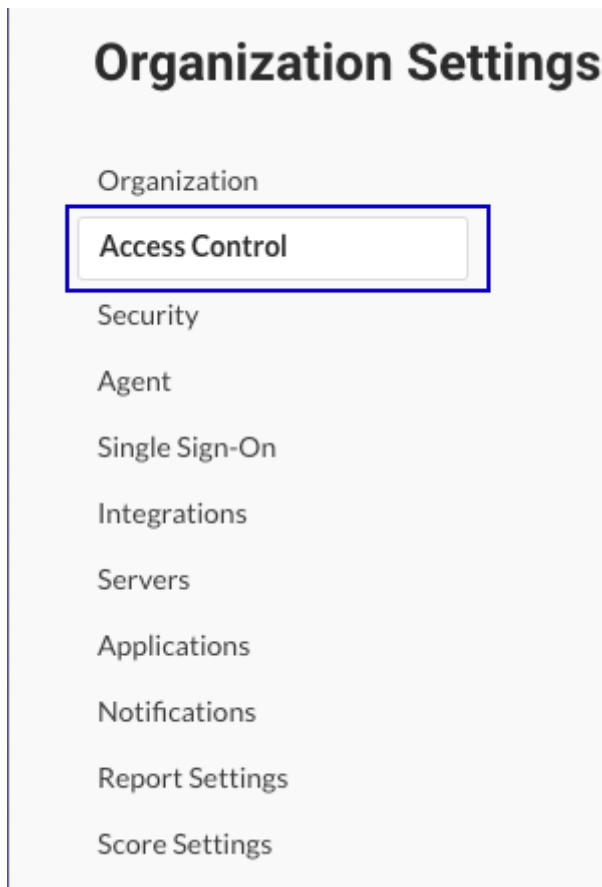 Organization Settings
Organization
Access Control
Security
Agent
Single Sign-On
Integrations
Servers
Applications
Notifications
Report Settings
Score Settings